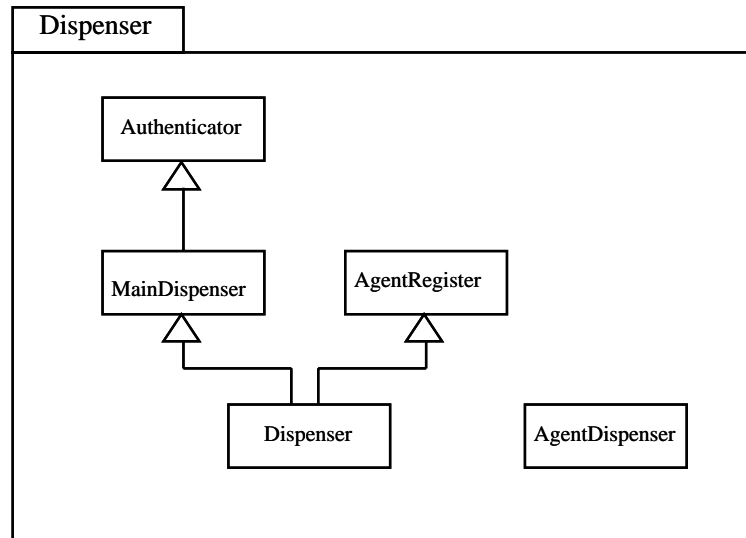 Dispenser
Authenticator
MainDispenser
AgentRegister
Dispenser
AgentDispenser